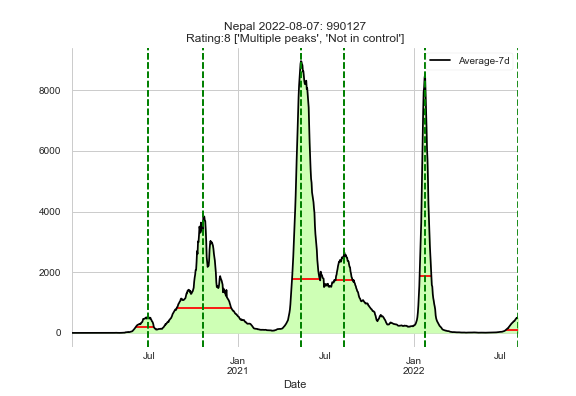 Nepal 2022-08-07: 990127
Rating:8 ['Multiple peaks', 'Not in control']
Average-7d
8000
6000
4000
2000
0
Jul
Jan
2021
Jul
Jan
2022
Jul
Date